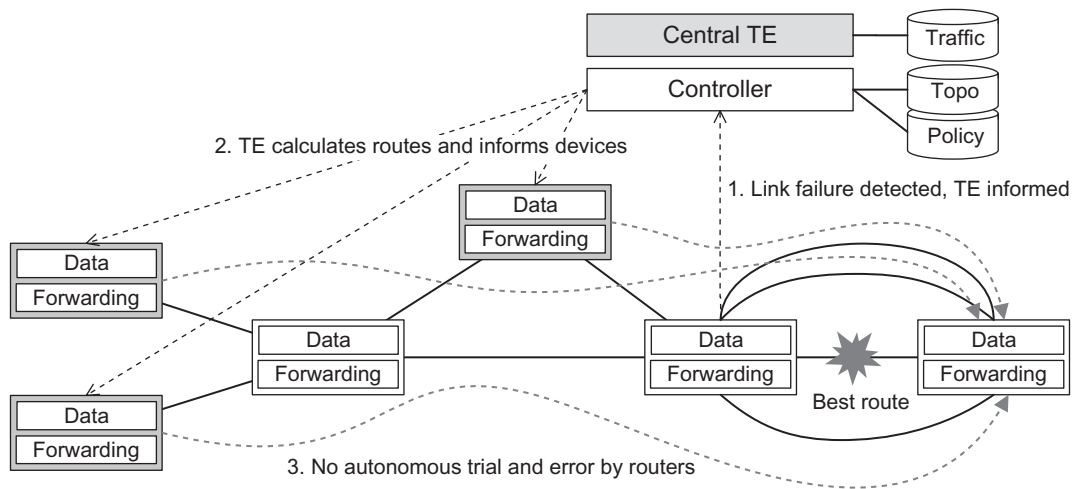 Central TE
Traffic
Controller
Topo
Policy
2. TE calculates routes and informs devices
1. Link failure detected, TE informed
Data
Forwarding
Data
Forwarding
Data
Forwarding
Data
Forwarding
Data
Forwarding
Best route
Data
Forwarding
3. No autonomous trial and error by routers